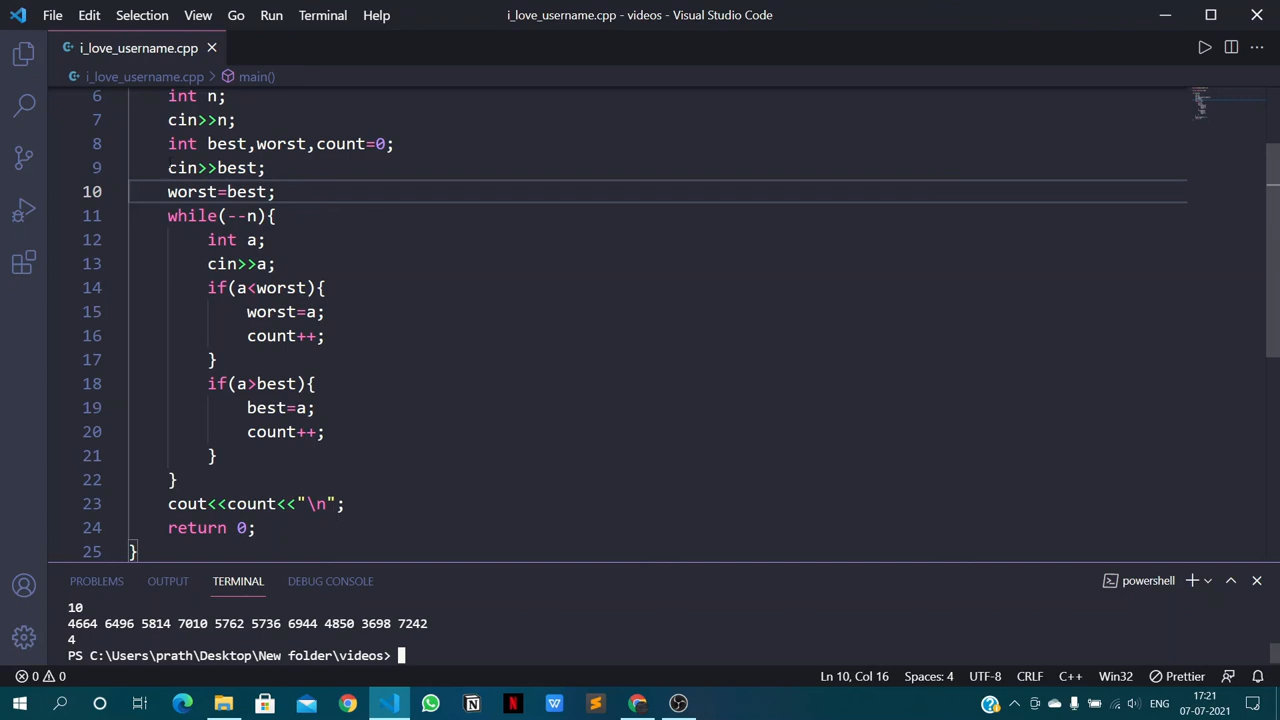 File Edit Selection View Go Run Terminal Help i_love_username.cpp - videos - Visual Studio Code
i_love_username.cpp
i_love_username.cpp > main()
6 int n;
7 cin>>n;
8 int best,worst,count=0;
9 cin>>best;
10 worst=best;
11 while(--n){
12 int a;
13 cin>>a;
14 if(a<worst){
15 worst=a;
16 count++;
17 }
18 if(a>best){
19 best=a;
20 count++;
21 }
22 }
23 cout<<count<<"\n";
24 return 0;
25 }
PROBLEMS OUTPUT TERMINAL DEBUG CONSOLE powershell
10
4664 6496 5814 7010 5762 5736 6944 4850 3698 7242
4
PS C:\Users\prath\Desktop\New folder\videos>
0 0 Ln 10, Col 16 Spaces: 4 UTF-8 CRLF C++ Win32 Prettier
ENG 17:21
07-07-2021